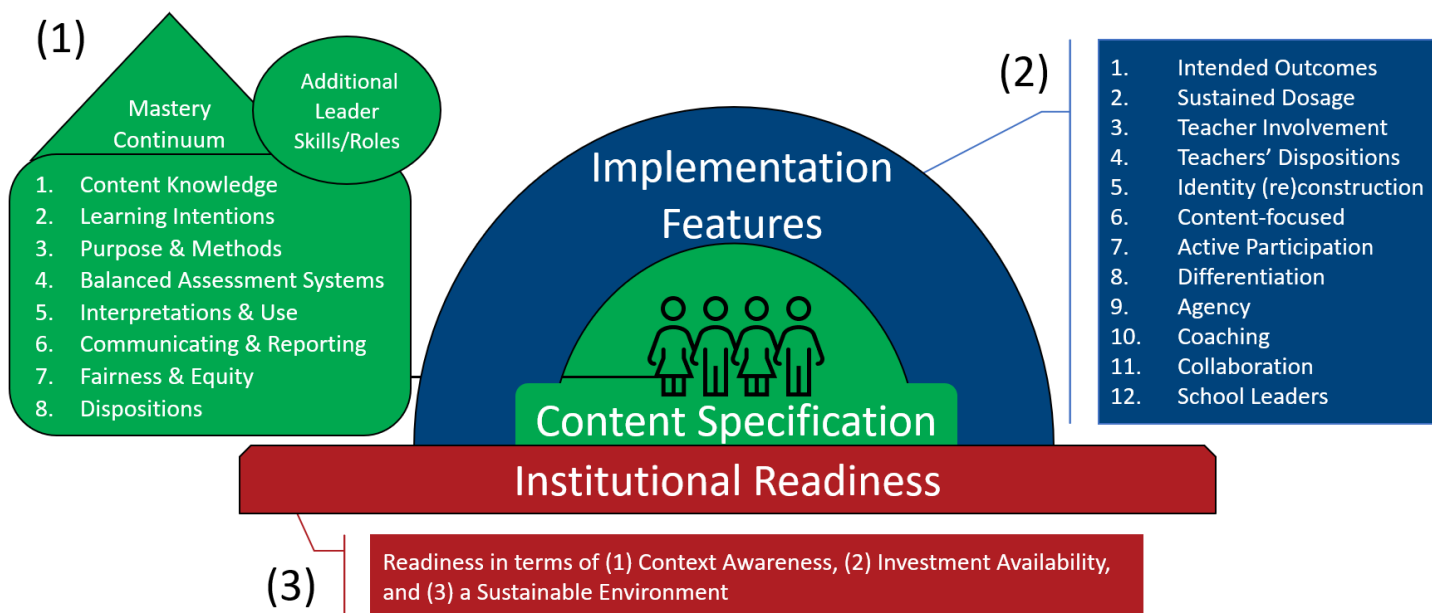 (1)
Mastery
Continuum
Additional
Leader
Skills/Roles
1. Content Knowledge
2. Learning Intentions
3. Purpose & Methods
4. Balanced Assessment Systems
5. Interpretations & Use
6. Communicating & Reporting
7. Fairness & Equity
8. Dispositions
Implementation
Features
Content Specification
Institutional Readiness
(2)
1. Intended Outcomes
2. Sustained Dosage
3. Teacher Involvement
4. Teachers’ Dispositions
5. Identity (re)construction
6. Content-focused
7. Active Participation
8. Differentiation
9. Agency
10. Coaching
11. Collaboration
12. School Leaders
(3)
Readiness in terms of (1) Context Awareness, (2) Investment Availability,
and (3) a Sustainable Environment